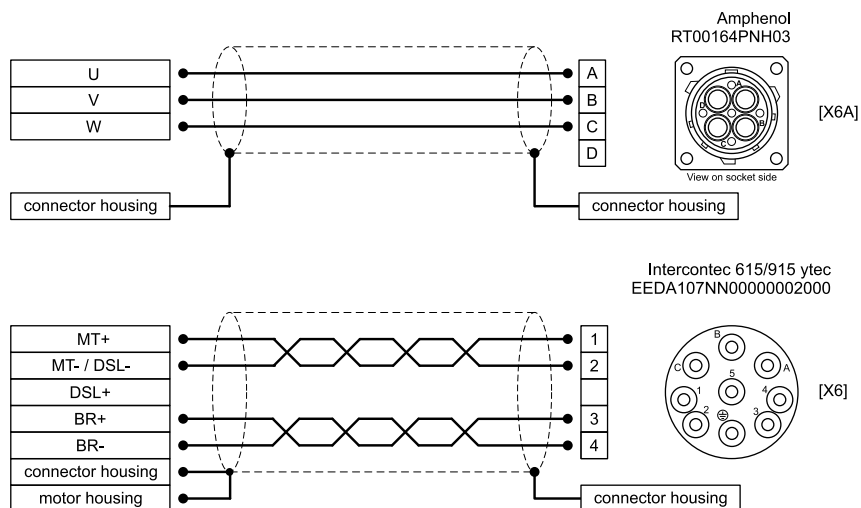 Amphenol
RT00164PNH03
U
A
V
B
W
C
D
[X6A]
A
D
B
C
View on socket side
connector housing
connector housing
Intercontec 615/915 ytec
EEDA107NN00000002000
MT+
1
MT- / DSL-
2
DSL+
BR+
3
BR-
4
connector housing
motor housing
connector housing
B
C
A
5
1
4
2
3
[X6]